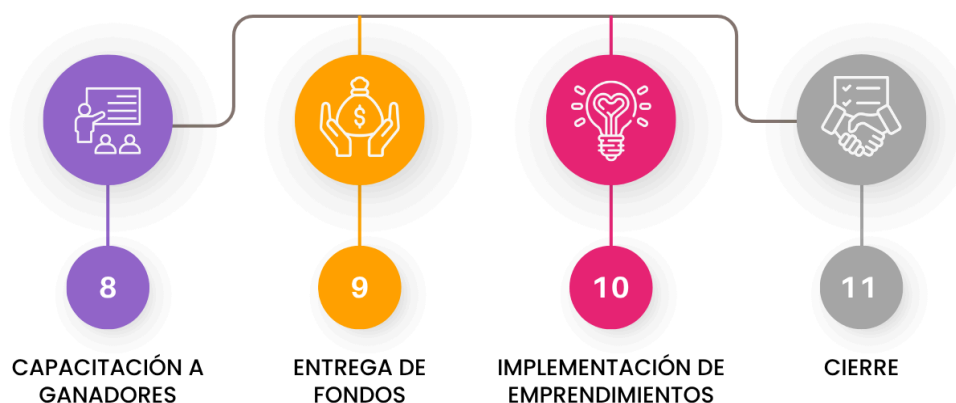 $
8
9
10
11
CAPACITACIÓN A
GANADORES
ENTREGA DE
FONDOS
IMPLEMENTACIÓN DE
EMPRENDIMIENTOS
CIERRE